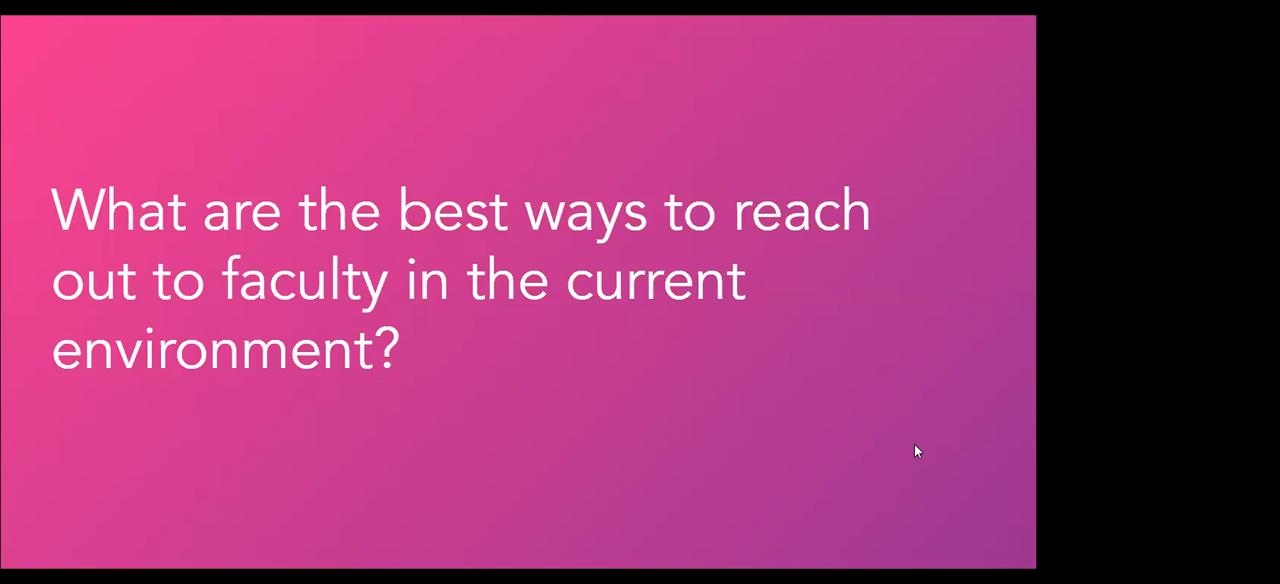 What are the best ways to reach
out to faculty in the current
environment?